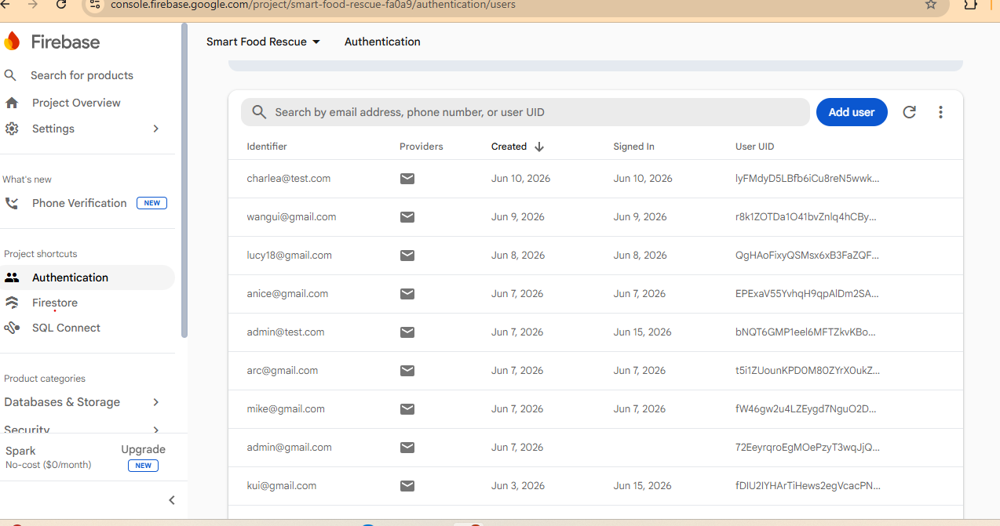 console.firebase.google.com/project/smart-food-rescue-fa0a9/authentication/users
Firebase
Search for products
Project Overview
Settings
What's new
Phone Verification NEW
Project shortcuts
Authentication
Firestore
SQL Connect
Product categories
Databases & Storage
Security
Spark
No-cost ($0/month)
Upgrade
NEW
Smart Food Rescue Authentication
Search by email address, phone number, or user UID
Add user
Identifier Providers Created Signed In User UID
charlea@test.com Jun 10, 2026 Jun 10, 2026 lyFMdyD5LBfb6iCu8reN5wwk...
wangui@gmail.com Jun 9, 2026 Jun 9, 2026 r8k1ZOTDa1O41bvZnlq4hCBy...
lucy18@gmail.com Jun 8, 2026 Jun 8, 2026 QgHAoFixyQSMsx6xB3FaZQF...
anice@gmail.com Jun 7, 2026 Jun 7, 2026 EPExaV55YvhqH9qpAlDm2SA...
admin@test.com Jun 7, 2026 Jun 15, 2026 bNQT6GMP1eel6MFTZkvKBo...
arc@gmail.com Jun 7, 2026 Jun 7, 2026 t5i1ZUounKPD0M80ZYrX0ukZ...
mike@gmail.com Jun 7, 2026 Jun 7, 2026 fW46gw2u4LZEygd7NguO2D...
admin@gmail.com Jun 7, 2026 72EeyrqroEgMOePzyT3wqJjQ...
kui@gmail.com Jun 3, 2026 Jun 15, 2026 fDIU2IYHArTiHews2egVcacPN...